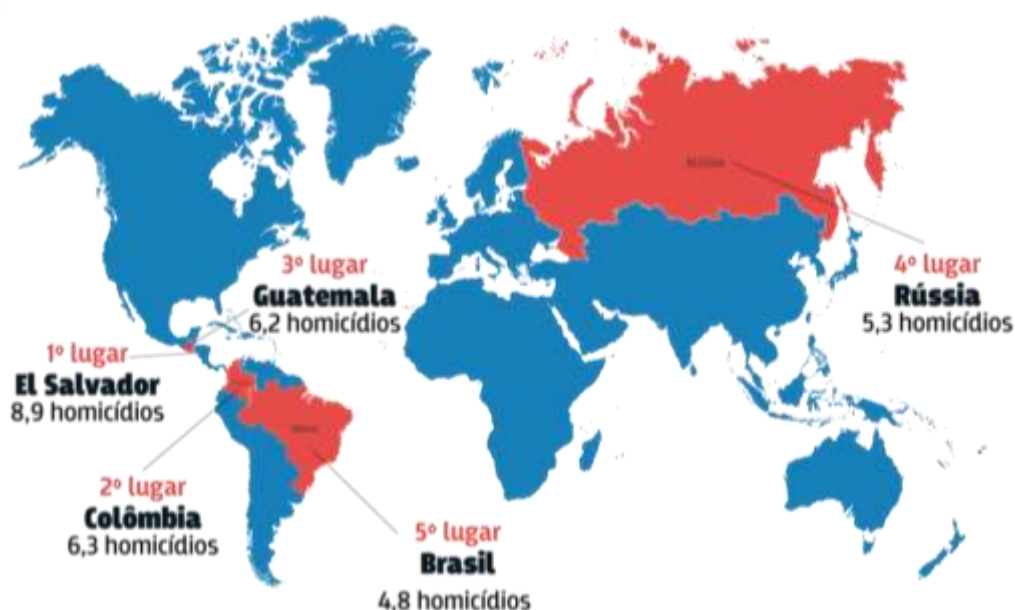 3º lugar
Guatemala
6,2 homicídios
4º lugar
Rússia
5,3 homicídios
1º lugar
El Salvador
8,9 homicídios
2º lugar
Colômbia
6,3 homicídios
5º lugar
Brasil
4,8 homicídios